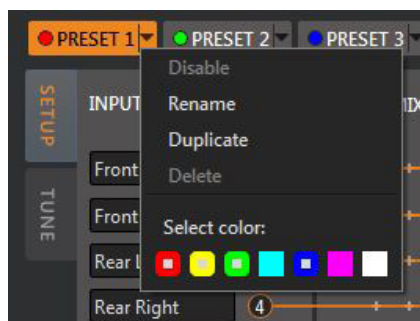 PRESET 1 PRESET 2 PRESET 3
Disable
SETUP
INPUT
Rename
Duplicate
Front
Delete
TUNE
Front
Select color:
Rear L
Rear Right 4